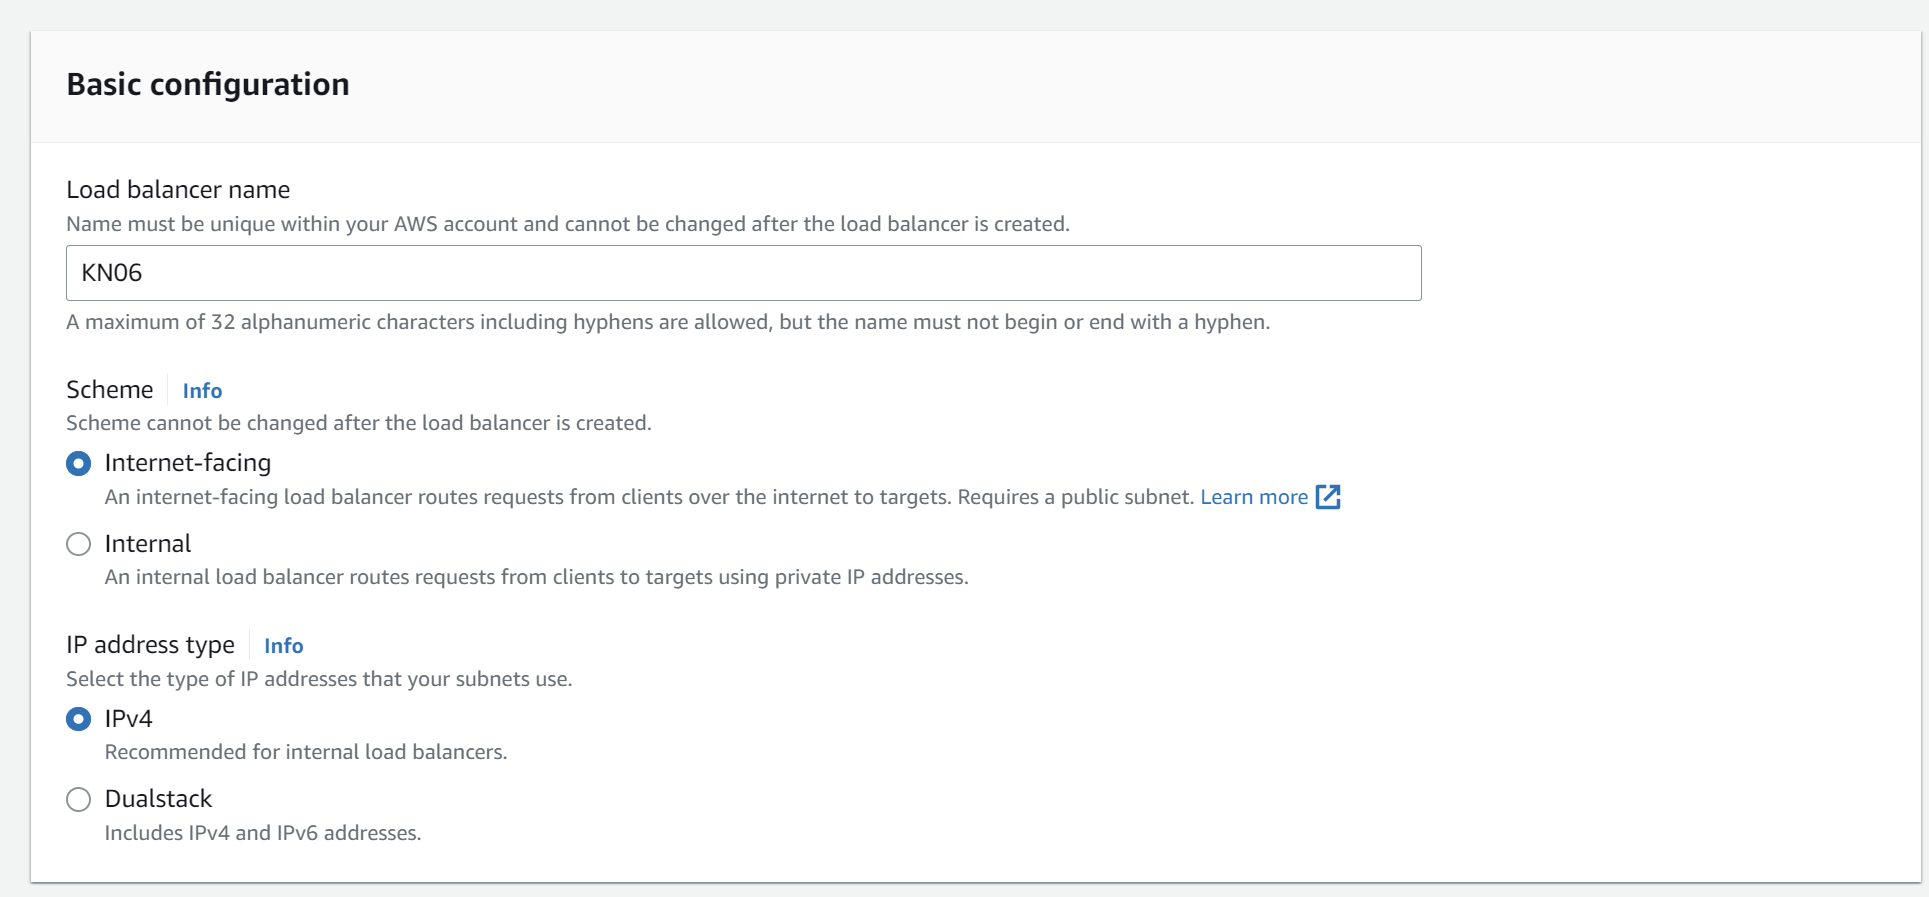 Basic configuration
Load balancer name
Name must be unique within your AWS account and cannot be changed after the load balancer is created.
KN06
A maximum of 32 alphanumeric characters including hyphens are allowed, but the name must not begin or end with a hyphen.
Scheme Info
Scheme cannot be changed after the load balancer is created.
Internet-facing
An internet-facing load balancer routes requests from clients over the internet to targets. Requires a public subnet. Learn more
Internal
An internal load balancer routes requests from clients to targets using private IP addresses.
IP address type Info
Select the type of IP addresses that your subnets use.
IPv4
Recommended for internal load balancers.
Dualstack
Includes IPv4 and IPv6 addresses.